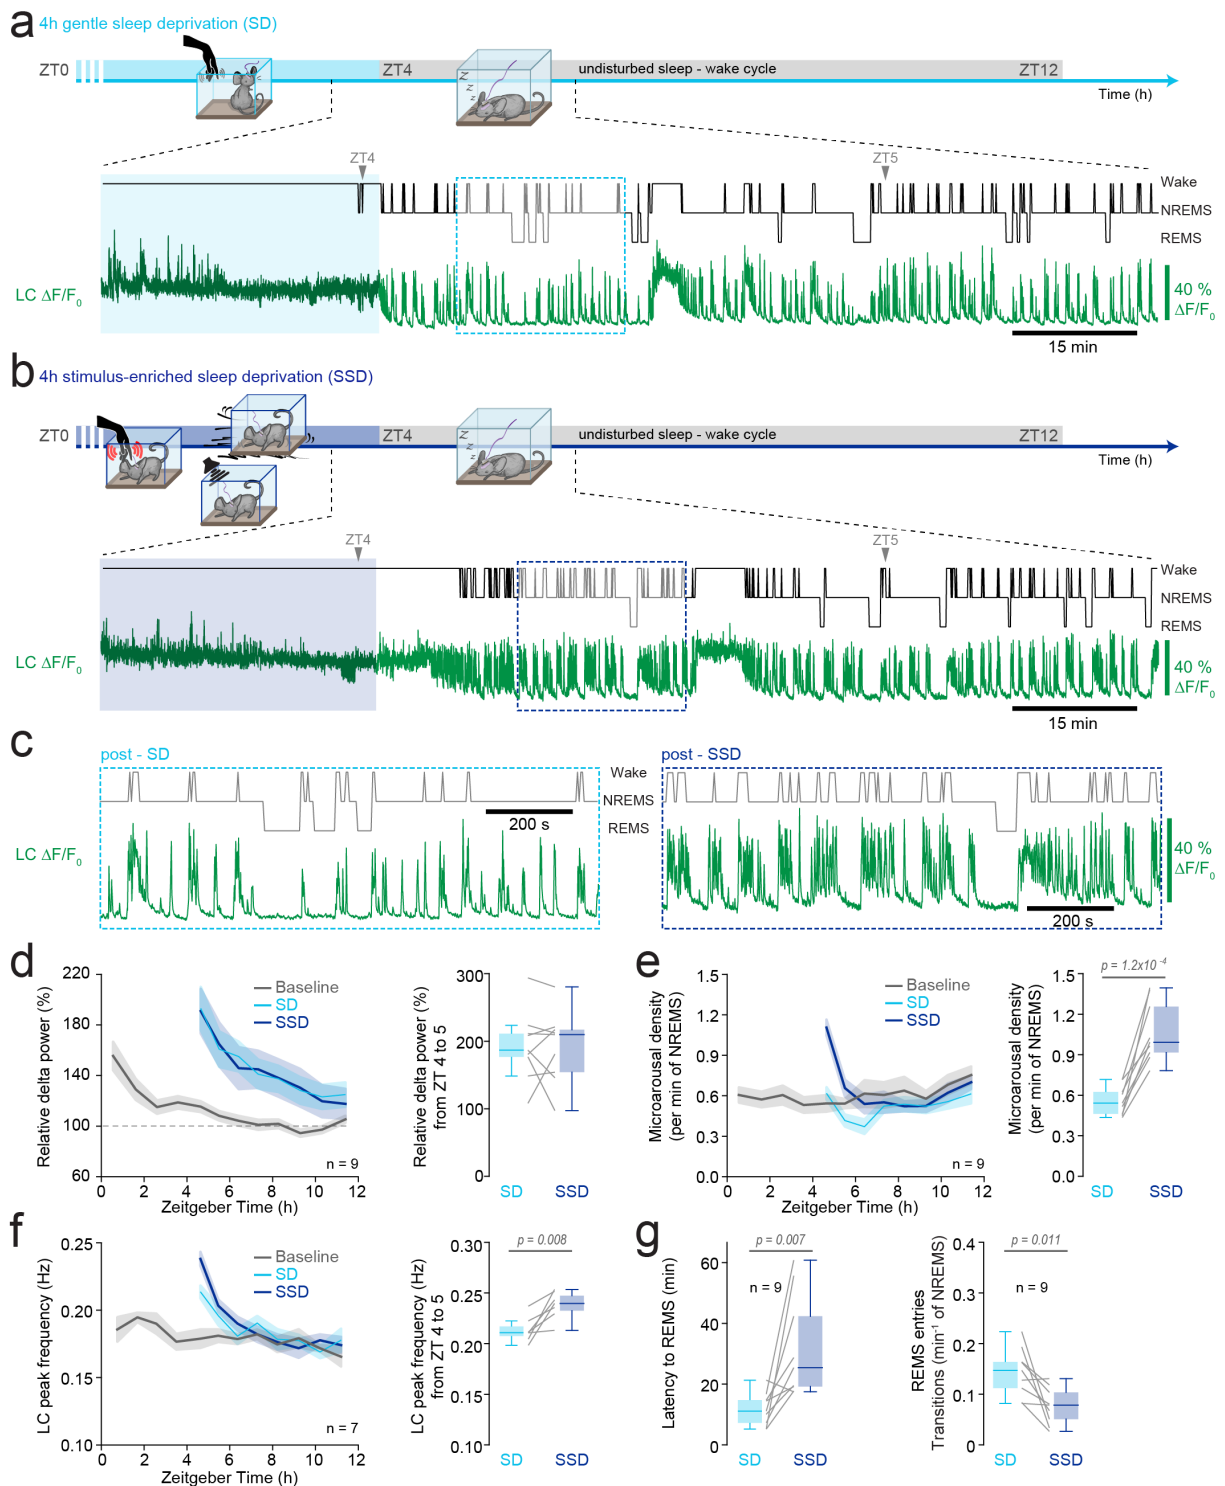 a
4h gentle sleep deprivation (SD)
ZT0
ZT4
undisturbed sleep - wake cycle
ZT12
Time (h)
z z z
ZT4
ZT5
Wake
NREMS
REMS
LC ΔF/F0
40 %
ΔF/F0
15 min
b
4h stimulus-enriched sleep deprivation (SSD)
ZT0
ZT4
undisturbed sleep - wake cycle
ZT12
Time (h)
z z z
ZT4
ZT5
Wake
NREMS
REMS
LC ΔF/F0
40 %
ΔF/F0
15 min
c
post - SD
post - SSD
Wake
NREMS
REMS
200 s
LC ΔF/F0
40 %
ΔF/F0
200 s
d
Relative delta power (%)
220
180
140
100
60
Baseline
SD
SSD
n = 9
0 2 4 6 8 10 12
Zeitgeber Time (h)
Relative delta power (%)
from ZT 4 to 5
300
200
100
0
SD
SSD
e
Microarousal density
(per min of NREMS)
1.5
1.2
0.9
0.6
0.3
0.0
Baseline
SD
SSD
n = 9
0 2 4 6 8 10 12
Zeitgeber Time (h)
Microarousal density
(per min of NREMS)
p = 1.2x10-4
1.5
1.2
0.9
0.6
0.3
0.0
SD
SSD
f
LC peak frequency (Hz)
0.25
0.20
0.15
0.10
Baseline
SD
SSD
n = 7
0 2 4 6 8 10 12
Zeitgeber Time (h)
LC peak frequency (Hz)
from ZT 4 to 5
p = 0.008
0.30
0.25
0.20
0.15
0.10
SD
SSD
g
Latency to REMS (min)
p = 0.007
n = 9
60
40
20
0
SD
SSD
REMS entries
Transitions (min-1 of NREMS)
p = 0.011
n = 9
0.4
0.3
0.2
0.1
0
SD
SSD